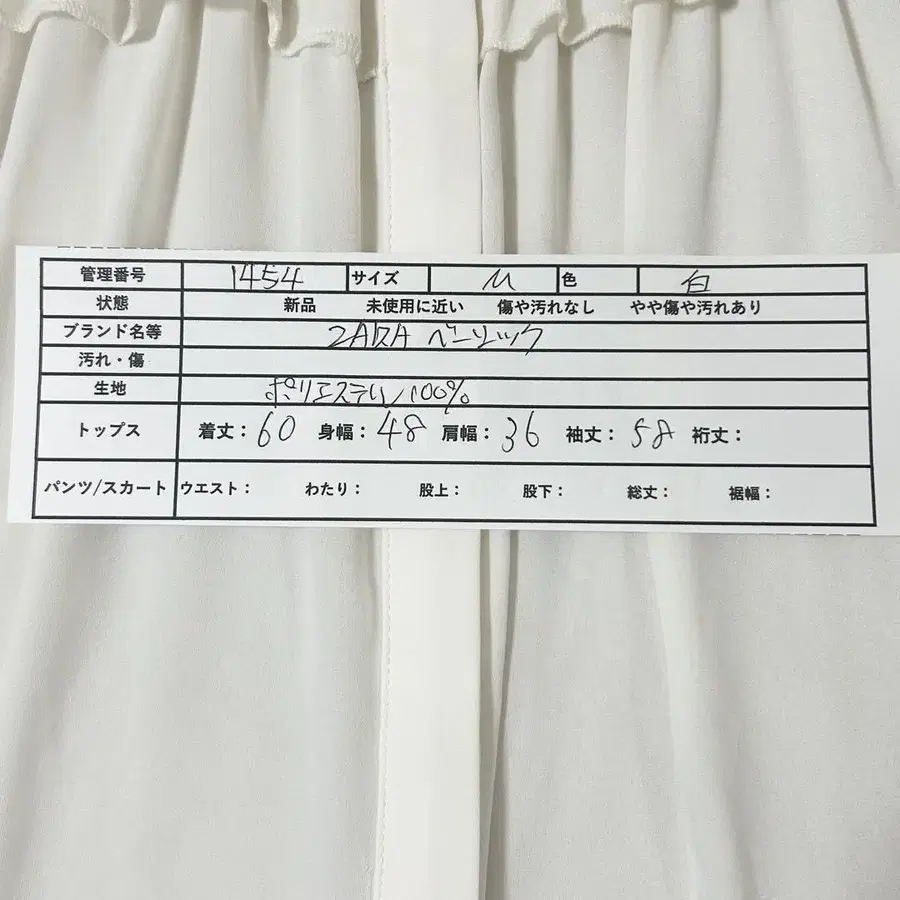 管理番号 1454 サイズ M 色 白
状態 新品 未使用に近い 傷や汚れなし やや傷や汚れあり
ブランド名等 ZARA ベーシック
汚れ・傷
生地 ポリエステル100%
トップス 着丈：60 身幅：48 肩幅：36 袖丈：58 裄丈：
パンツ/スカート ウエスト： わたり： 股上： 股下： 総丈： 裾幅：